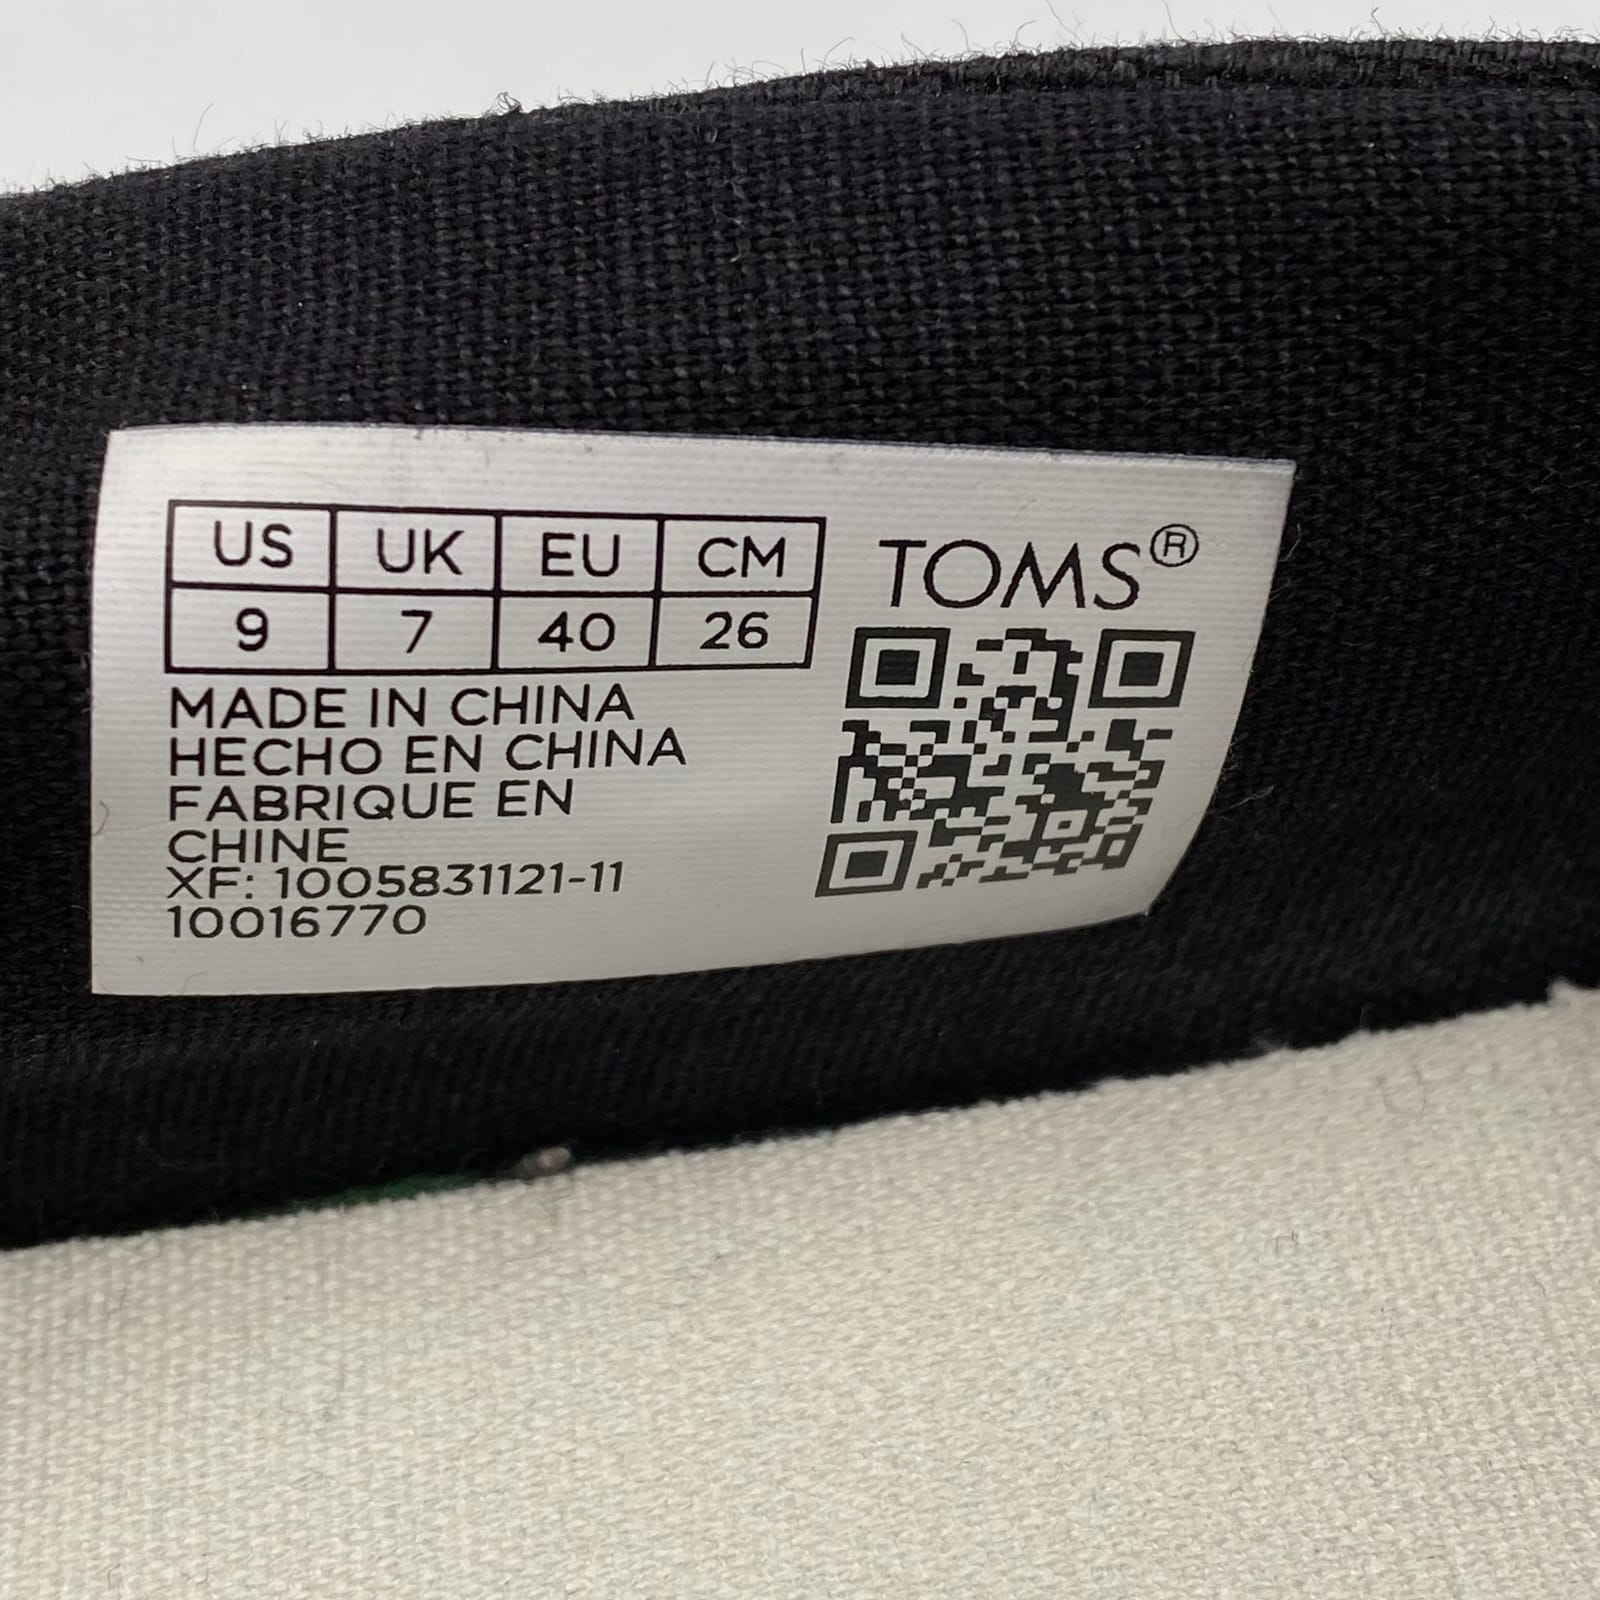 US UK EU CM
9 7 40 26
TOMS®
MADE IN CHINA
HECHO EN CHINA
FABRIQUE EN
CHINE
XF: 1005831121-11
10016770